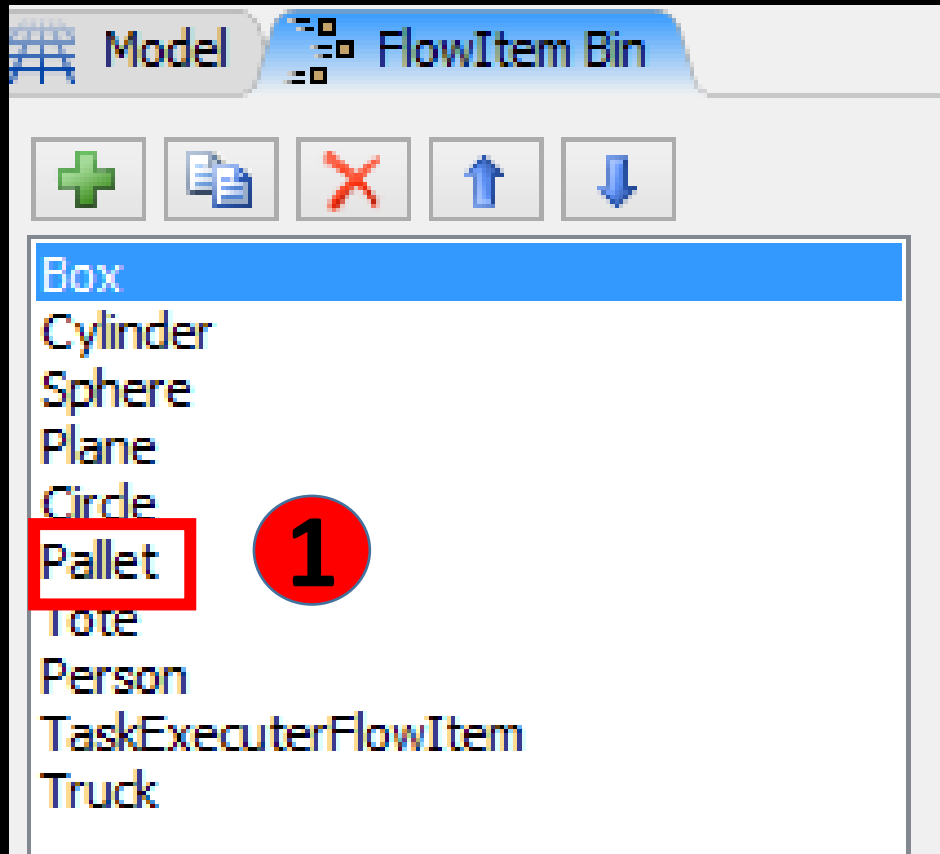 Model FlowItem Bin
Box
Cylinder
Sphere
Plane
Circle
Pallet
1
Tote
Person
TaskExecuterFlowItem
Truck